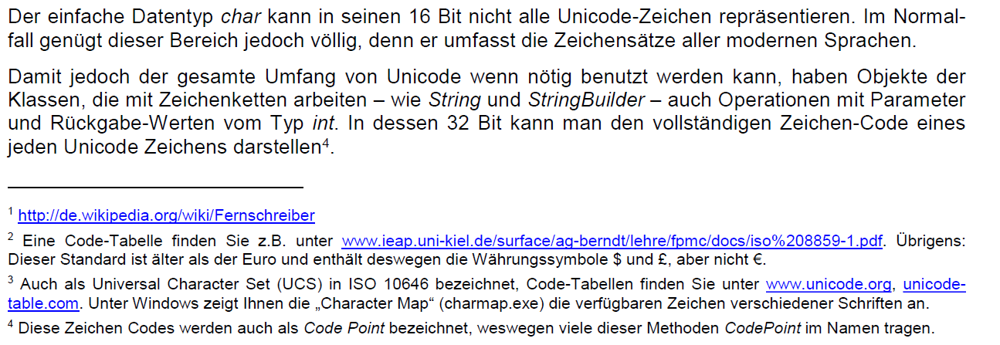 Der einfache Datentyp char kann in seinen 16 Bit nicht alle Unicode-Zeichen repräsentieren. Im Normal-
fall genügt dieser Bereich jedoch völlig, denn er umfasst die Zeichensätze aller modernen Sprachen.
Damit jedoch der gesamte Umfang von Unicode wenn nötig benutzt werden kann, haben Objekte der
Klassen, die mit Zeichenketten arbeiten – wie String und StringBuilder – auch Operationen mit Parameter
und Rückgabe-Werten vom Typ int. In dessen 32 Bit kann man den vollständigen Zeichen-Code eines
jeden Unicode Zeichens darstellen4.
1 http://de.wikipedia.org/wiki/Fernschreiber
2 Eine Code-Tabelle finden Sie z.B. unter www.ieap.uni-kiel.de/surface/ag-berndt/lehre/fpmc/docs/iso%208859-1.pdf. Übrigens:
Dieser Standard ist älter als der Euro und enthält deswegen die Währungssymbole $ und £, aber nicht €.
3 Auch als Universal Character Set (UCS) in ISO 10646 bezeichnet, Code-Tabellen finden Sie unter www.unicode.org, unicode-
table.com. Unter Windows zeigt Ihnen die „Character Map“ (charmap.exe) die verfügbaren Zeichen verschiedener Schriften an.
4 Diese Zeichen Codes werden auch als Code Point bezeichnet, weswegen viele dieser Methoden CodePoint im Namen tragen.